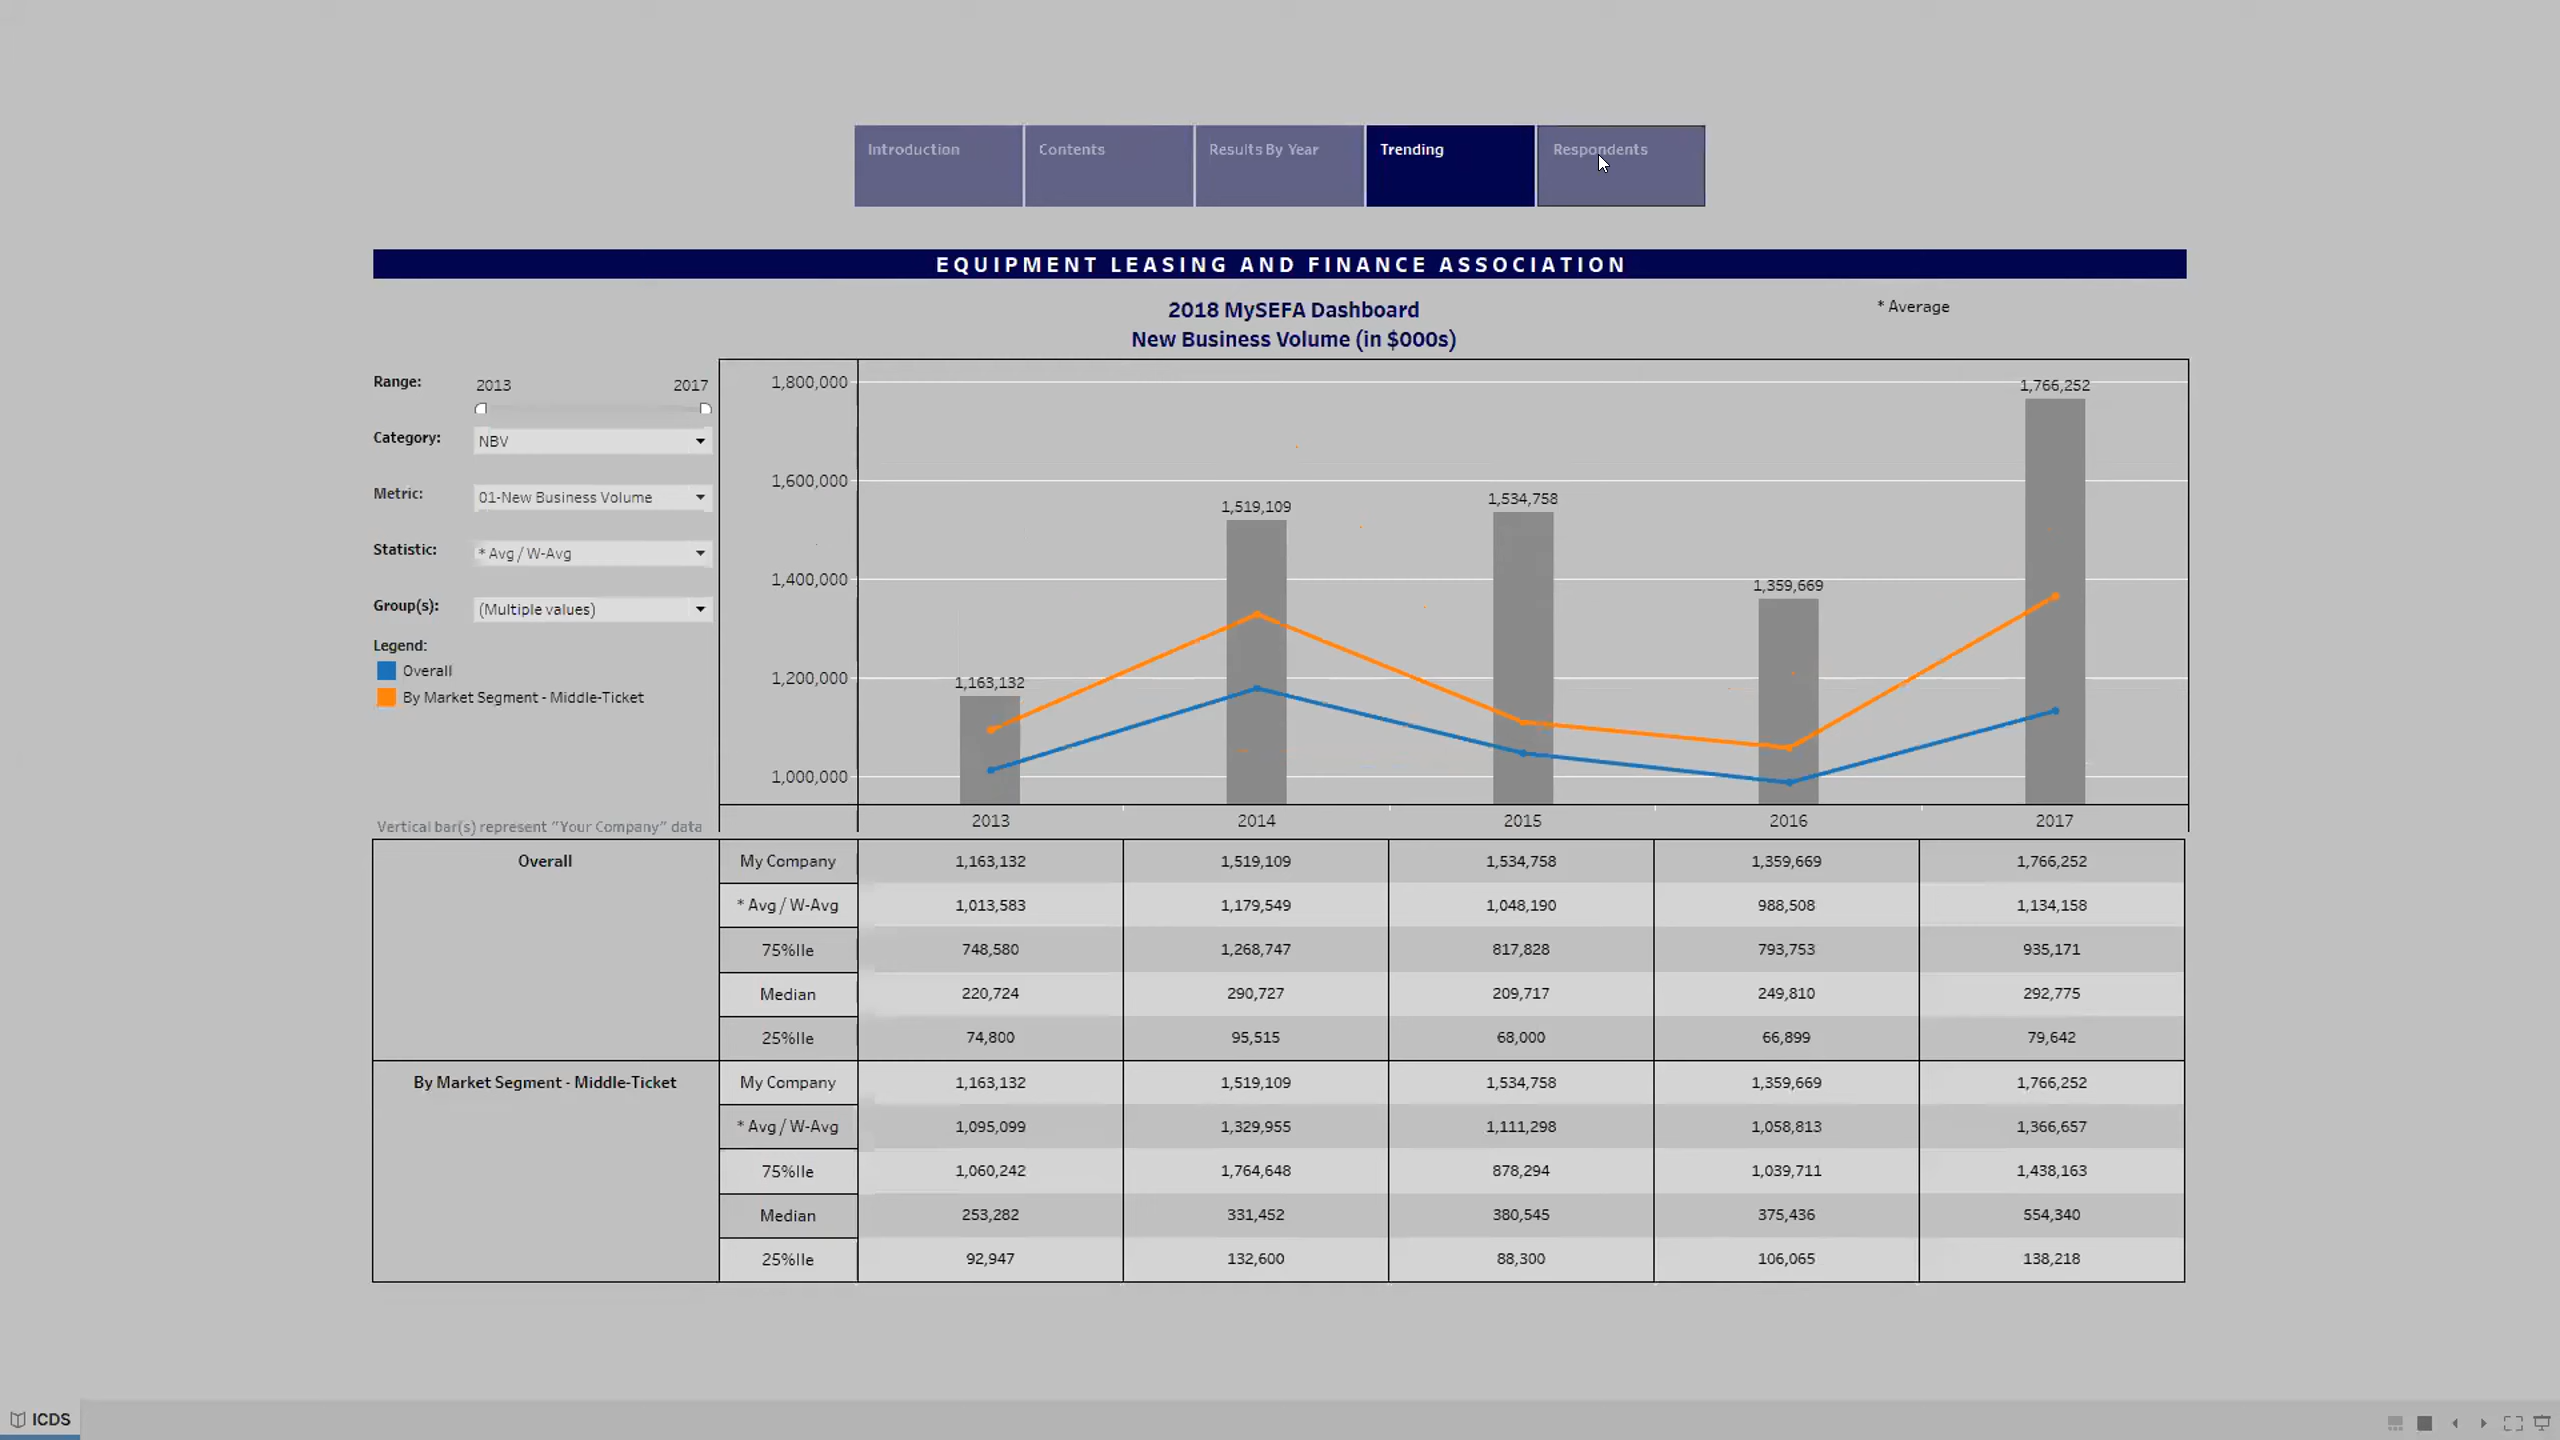 Introduction Contents Results By Year Trending Respondents
EQUIPMENT LEASING AND FINANCE ASSOCIATION
2018 MySEFA Dashboard
New Business Volume (in $000s)
* Average
Range: 2013 2017
Category: NBV
Metric: 01-New Business Volume
Statistic: * Avg / W-Avg
Group(s): (Multiple values)
Legend:
Overall
By Market Segment - Middle-Ticket
Vertical bar(s) represent "Your Company" data
1,800,000
1,600,000
1,400,000
1,200,000
1,000,000
1,163,132
1,519,109
1,534,758
1,359,669
1,766,252
2013 2014 2015 2016 2017
Overall My Company 1,163,132 1,519,109 1,534,758 1,359,669 1,766,252
* Avg / W-Avg 1,013,583 1,179,549 1,048,190 988,508 1,134,158
75%Ile 748,580 1,268,747 817,828 793,753 935,171
Median 220,724 290,727 209,717 249,810 292,775
25%Ile 74,800 95,515 68,000 66,899 79,642
By Market Segment - Middle-Ticket My Company 1,163,132 1,519,109 1,534,758 1,359,669 1,766,252
* Avg / W-Avg 1,095,099 1,329,955 1,111,298 1,058,813 1,366,657
75%Ile 1,060,242 1,764,648 878,294 1,039,711 1,438,163
Median 253,282 331,452 380,545 375,436 554,340
25%Ile 92,947 132,600 88,300 106,065 138,218
ICDS